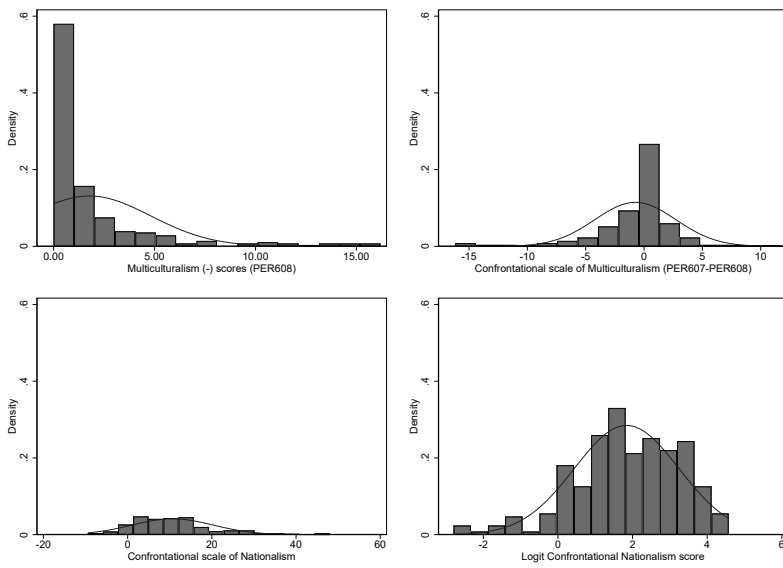 .6
.6
.4
.4
Density
Density
.2
.2
0
0
0.00 5.00 10.00 15.00
-15 -10 -5 0 5 10
Multiculturalism (-) scores (PER608)
Confrontational scale of Multiculturalism (PER607-PER608)
.6
.6
.4
.4
Density
Density
.2
.2
0
0
-20 0 20 40 60
-2 0 2 4 6
Confrontational scale of Nationalism
Logit Confrontational Nationalism score